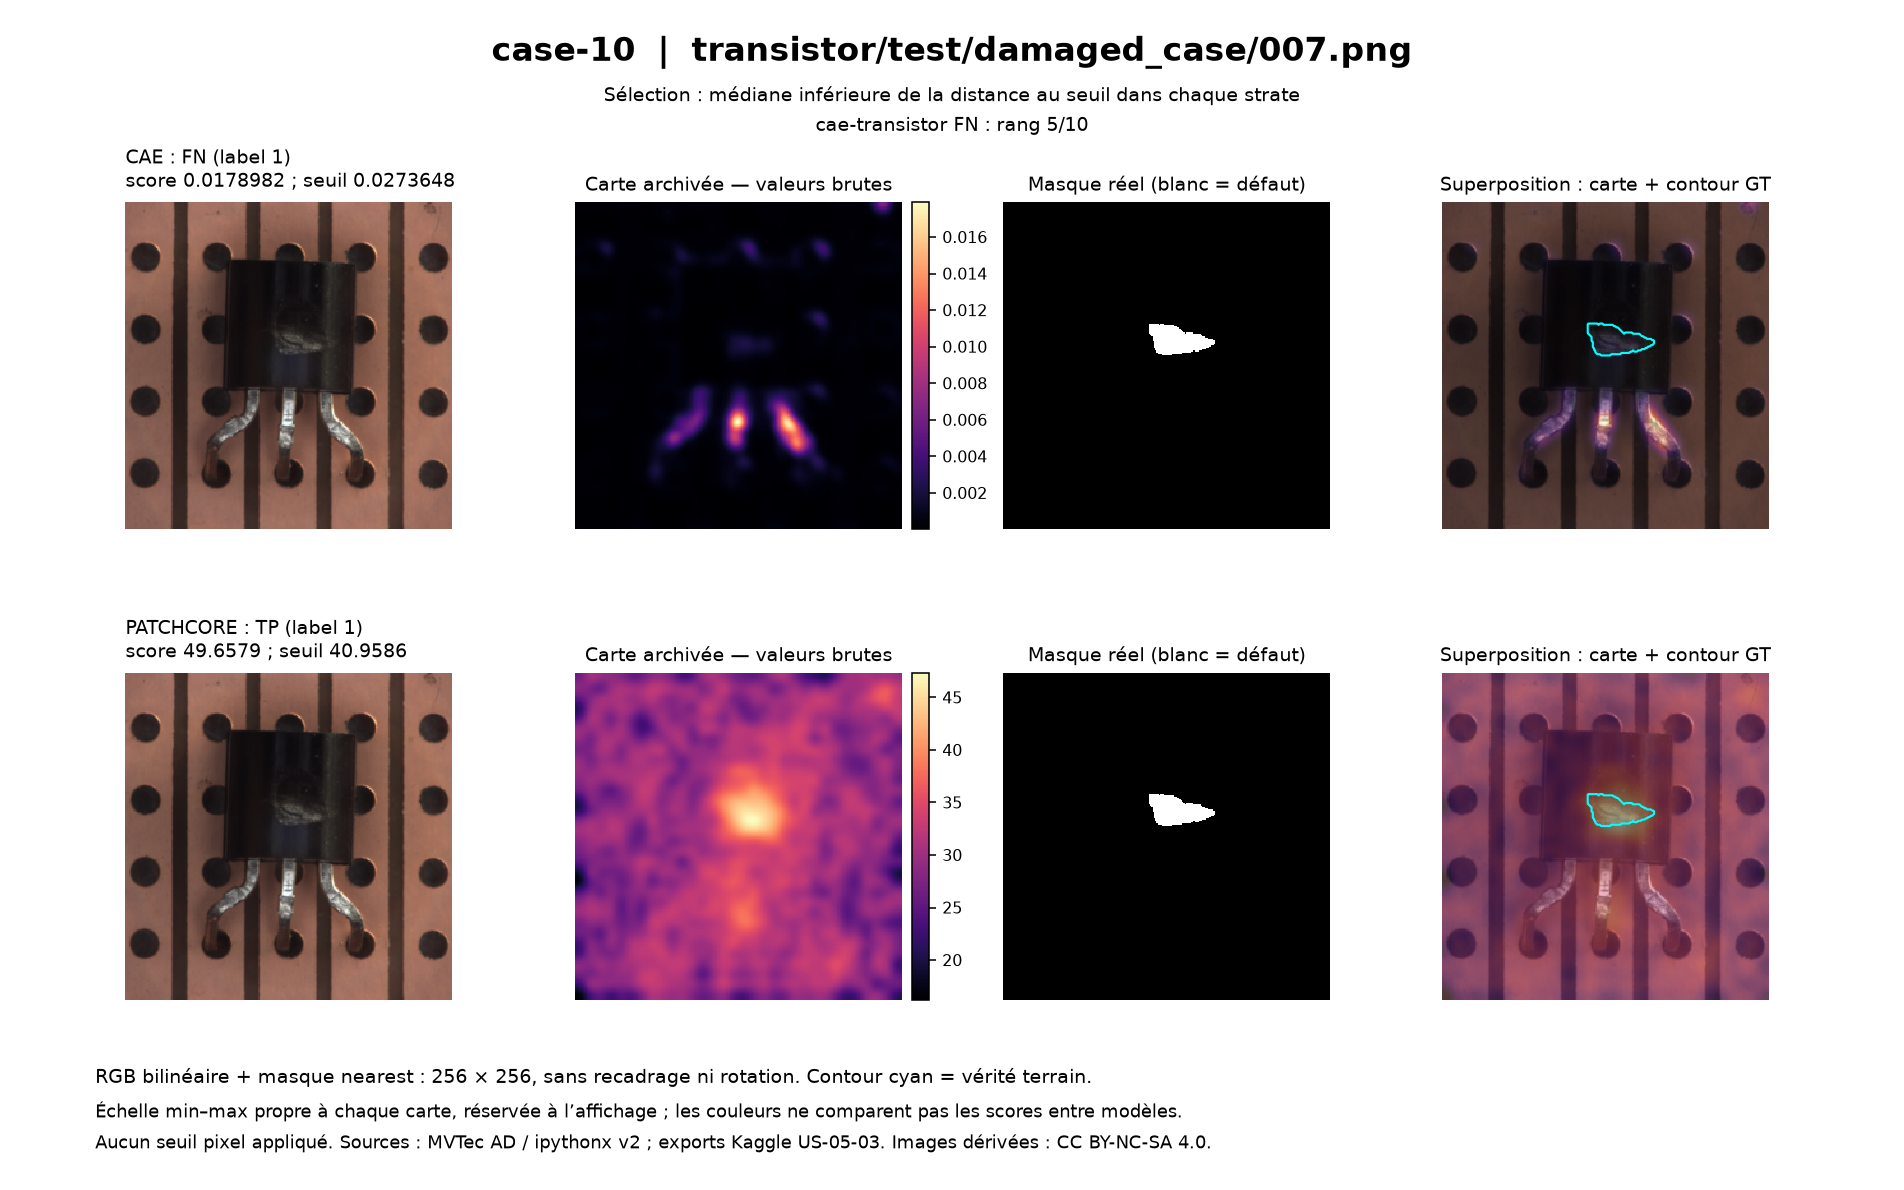 case-10 | transistor/test/damaged_case/007.png
Sélection : médiane inférieure de la distance au seuil dans chaque strate
cae-transistor FN : rang 5/10
CAE : FN (label 1)
score 0.0178982 ; seuil 0.0273648
Carte archivée — valeurs brutes
Masque réel (blanc = défaut)
Superposition : carte + contour GT
0.016
0.014
0.012
0.010
0.008
0.006
0.004
0.002
PATCHCORE : TP (label 1)
score 49.6579 ; seuil 40.9586
Carte archivée — valeurs brutes
Masque réel (blanc = défaut)
Superposition : carte + contour GT
45
40
35
30
25
20
RGB bilinéaire + masque nearest : 256 × 256, sans recadrage ni rotation. Contour cyan = vérité terrain.
Échelle min–max propre à chaque carte, réservée à l’affichage ; les couleurs ne comparent pas les scores entre modèles.
Aucun seuil pixel appliqué. Sources : MVTec AD / ipythonx v2 ; exports Kaggle US-05-03. Images dérivées : CC BY-NC-SA 4.0.